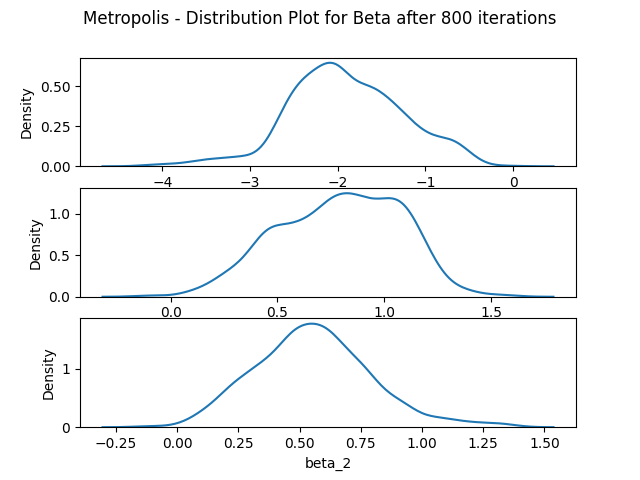 Metropolis - Distribution Plot for Beta after 800 iterations
Density
0.50
0.25
0.00
−4 −3 −2 −1 0
Density
1.0
0.5
0.0
0.0 0.5 1.0 1.5
Density
1
0
−0.25 0.00 0.25 0.50 0.75 1.00 1.25 1.50
beta_2